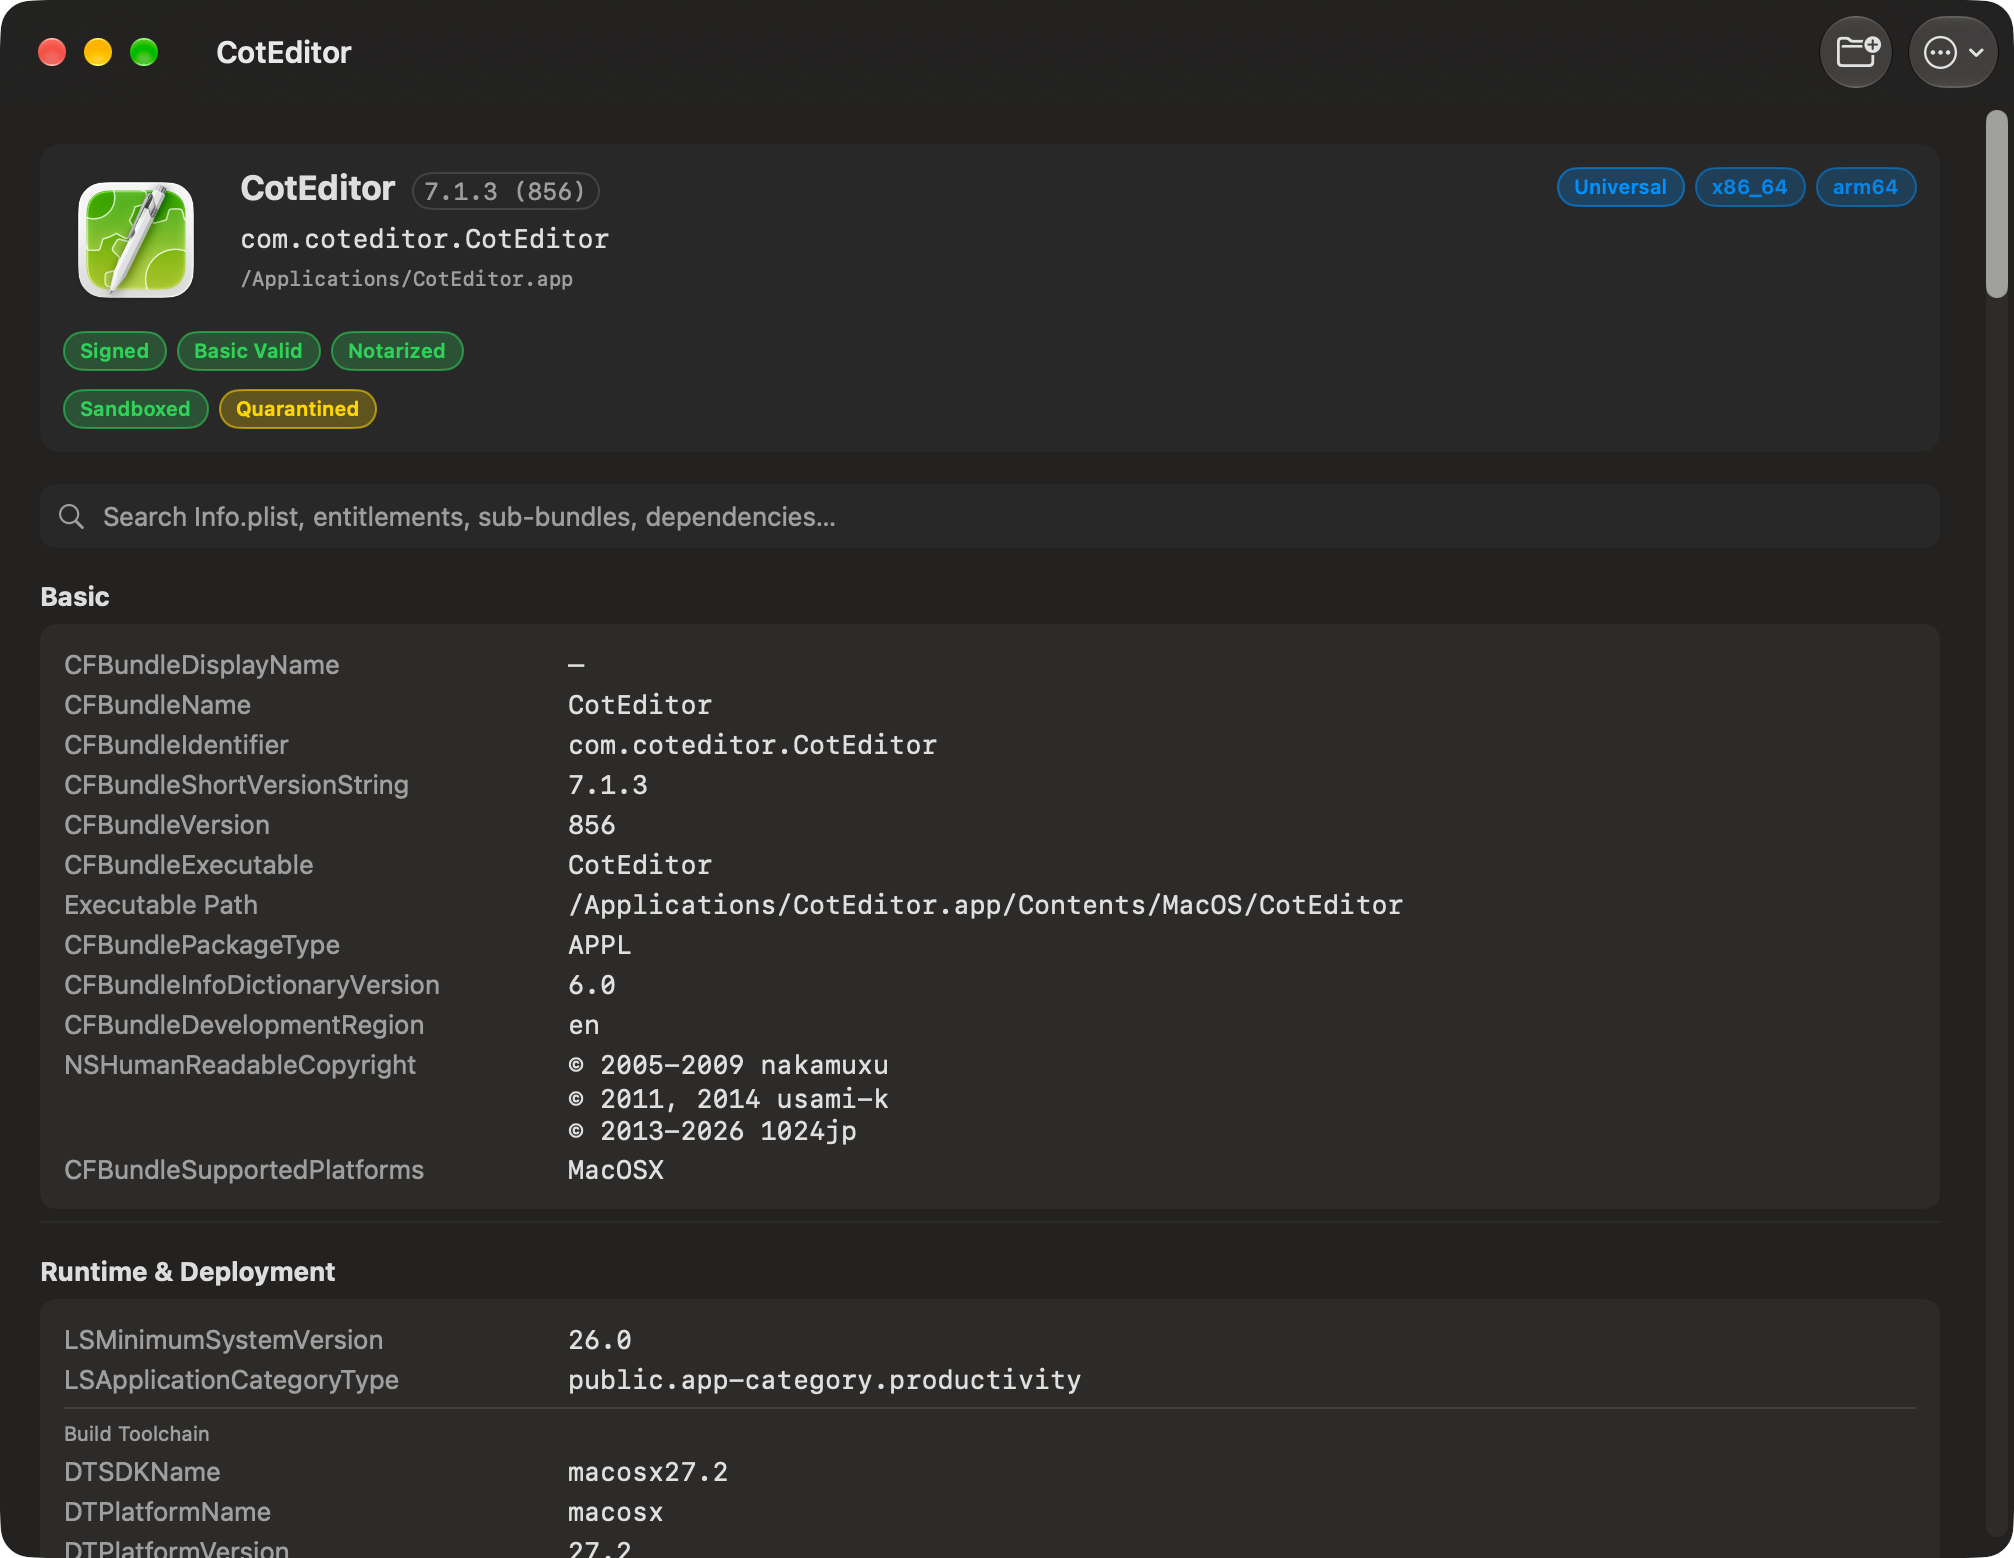 CotEditor
CotEditor 7.1.3 (856)
Universal x86_64 arm64
com.coteditor.CotEditor
/Applications/CotEditor.app
Signed Basic Valid Notarized
Sandboxed Quarantined
Search Info.plist, entitlements, sub-bundles, dependencies...
Basic
CFBundleDisplayName —
CFBundleName CotEditor
CFBundleIdentifier com.coteditor.CotEditor
CFBundleShortVersionString 7.1.3
CFBundleVersion 856
CFBundleExecutable CotEditor
Executable Path /Applications/CotEditor.app/Contents/MacOS/CotEditor
CFBundlePackageType APPL
CFBundleInfoDictionaryVersion 6.0
CFBundleDevelopmentRegion en
NSHumanReadableCopyright © 2005–2009 nakamuxu
© 2011, 2014 usami-k
© 2013–2026 1024jp
CFBundleSupportedPlatforms MacOSX
Runtime & Deployment
LSMinimumSystemVersion 26.0
LSApplicationCategoryType public.app-category.productivity
Build Toolchain
DTSDKName macosx27.2
DTPlatformName macosx
DTPlatformVersion 27.2